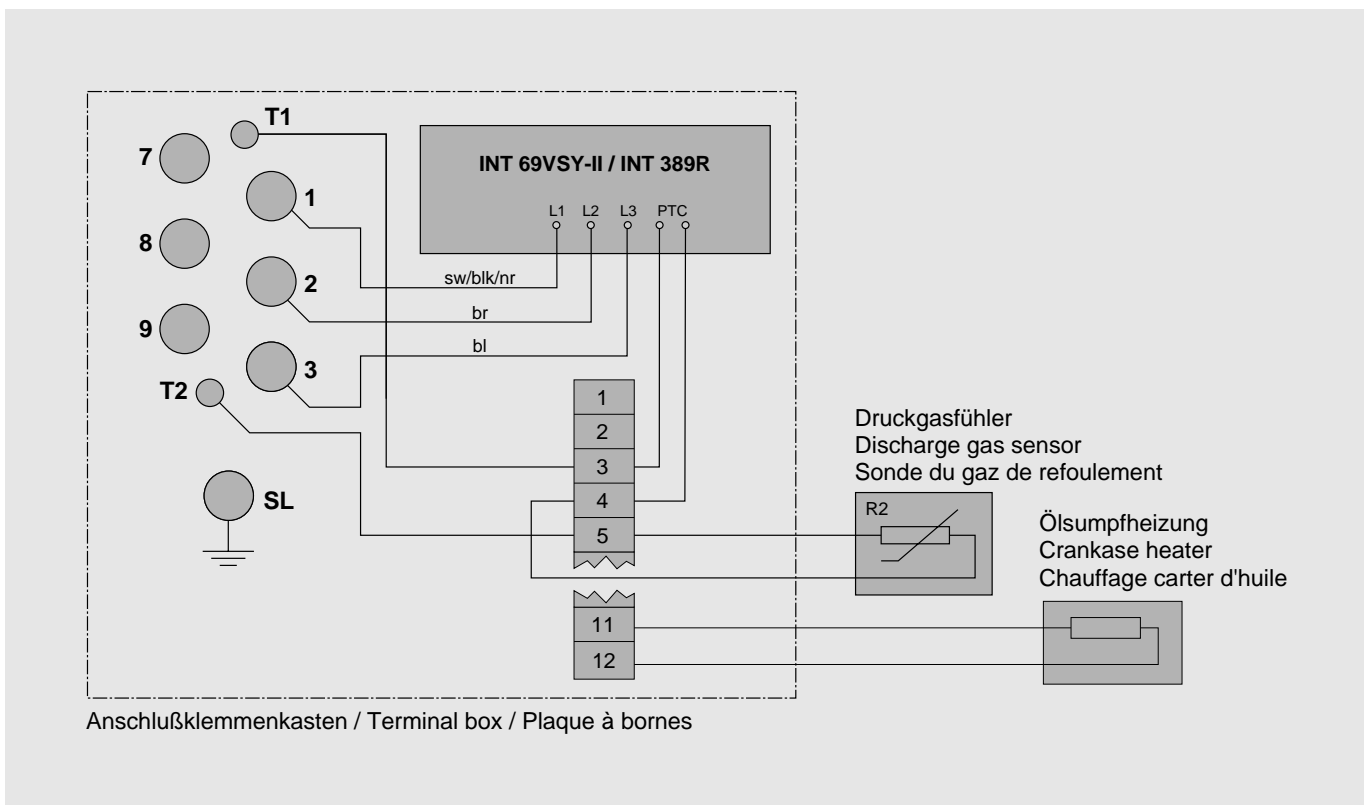 T1
7
1
8
2
9
3
T2
SL
INT 69VSY-II / INT 389R
L1 L2 L3 PTC
sw/blk/nr
br
bl
1
2
3
4
5
11
12
Druckgasfühler
Discharge gas sensor
Sonde du gaz de refoulement
R2
Ölsumpfheizung
Crankase heater
Chauffage carter d'huile
Anschlußklemmenkasten / Terminal box / Plaque à bornes